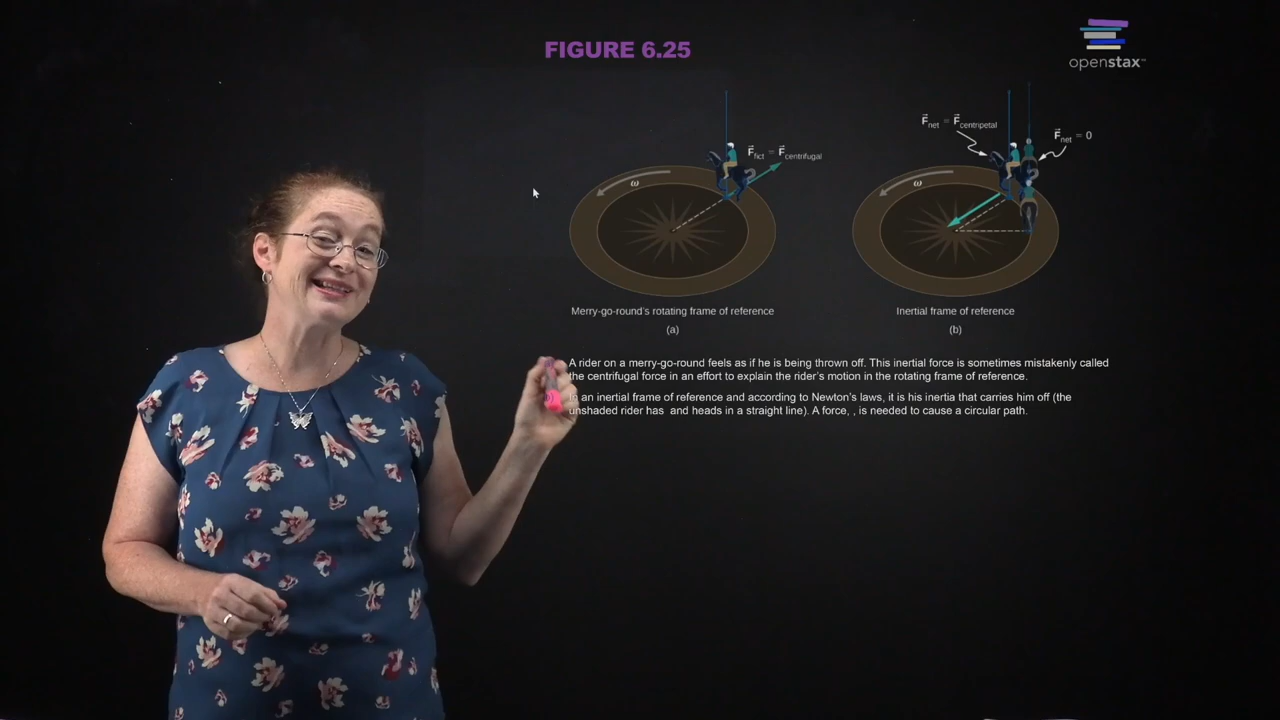 FIGURE 6.25
openstax™
F⃗net = F⃗centripetal
F⃗net = 0
F⃗fict = F⃗centrifugal
ω
ω
Merry-go-round's rotating frame of reference
Inertial frame of reference
(a)
(b)
A rider on a merry-go-round feels as if he is being thrown off. This inertial force is sometimes mistakenly called
the centrifugal force in an effort to explain the rider's motion in the rotating frame of reference.
In an inertial frame of reference and according to Newton's laws, it is his inertia that carries him off (the
unshaded rider has and heads in a straight line). A force, , is needed to cause a circular path.